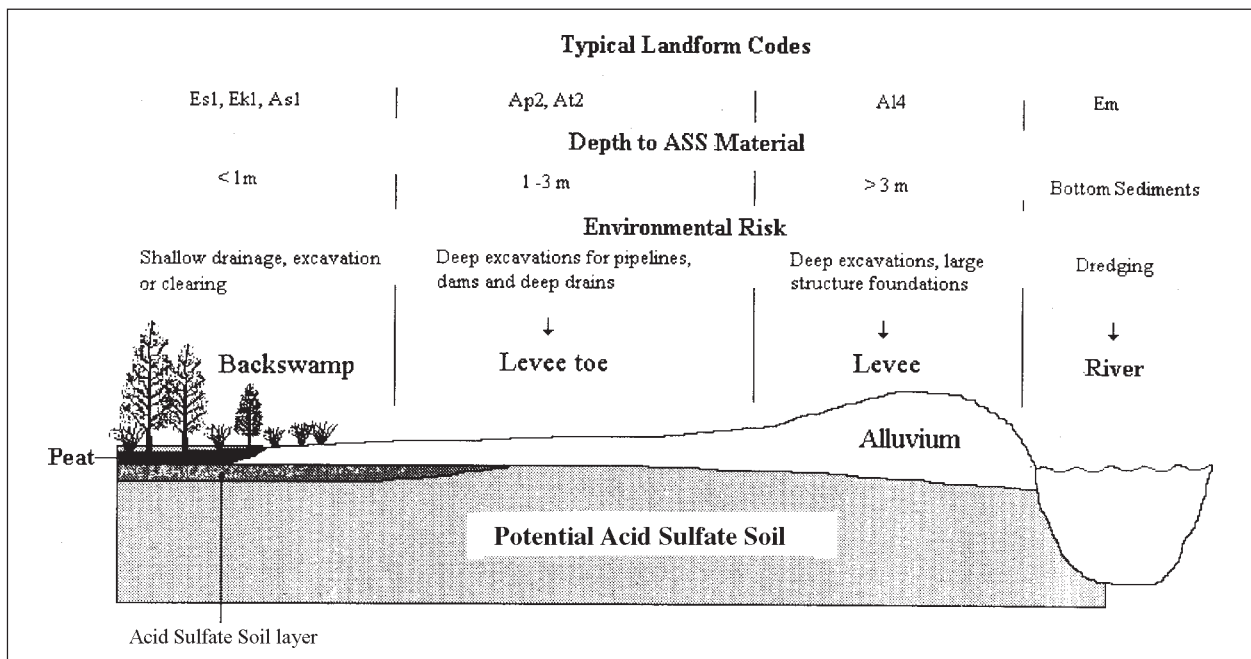 Typical Landform Codes
Es1, Ek1, As1
Ap2, At2
Al4
Em
Depth to ASS Material
< 1m
1 -3 m
> 3 m
Bottom Sediments
Environmental Risk
Shallow drainage, excavation
or clearing
Deep excavations for pipelines,
dams and deep drains
Deep excavations, large
structure foundations
Dredging
Backswamp
Levee toe
Levee
River
Alluvium
Peat
Potential Acid Sulfate Soil
Acid Sulfate Soil layer